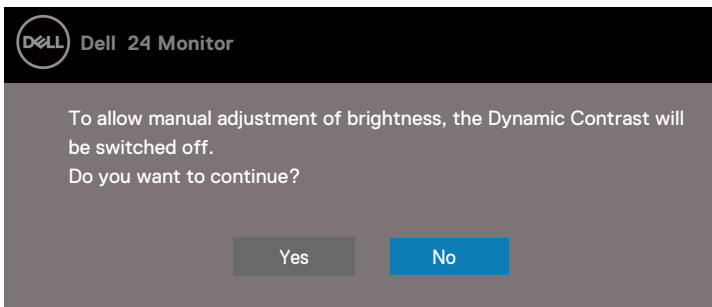 DELL Dell 24 Monitor
To allow manual adjustment of brightness, the Dynamic Contrast will
be switched off.
Do you want to continue?
Yes No